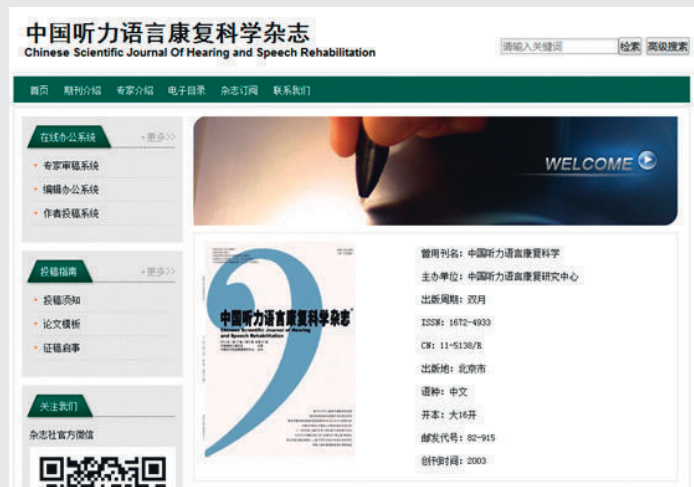 中国听力语言康复科学杂志
Chinese Scientific Journal Of Hearing and Speech Rehabilitation
请输入关键词 检索 高级搜索
首页 期刊介绍 专家介绍 电子目录 杂志订阅 联系我们
在线办公系统 +更多>>
专家审稿系统
编辑办公系统
作者投稿系统
WELCOME
投稿指南 +更多>>
投稿须知
论文模板
征稿启事
关注我们
杂志社官方微信
中国听力语言康复科学杂志
Chinese Scientific Journal of Hearing
and Speech Rehabilitation
曾用刊名：中国听力语言康复科学
主办单位：中国听力语言康复研究中心
出版周期：双月
ISSN：1672-4933
CN：11-5138/R
出版地：北京市
语种：中文
开本：大16开
邮发代号：82-915
创刊时间：2003